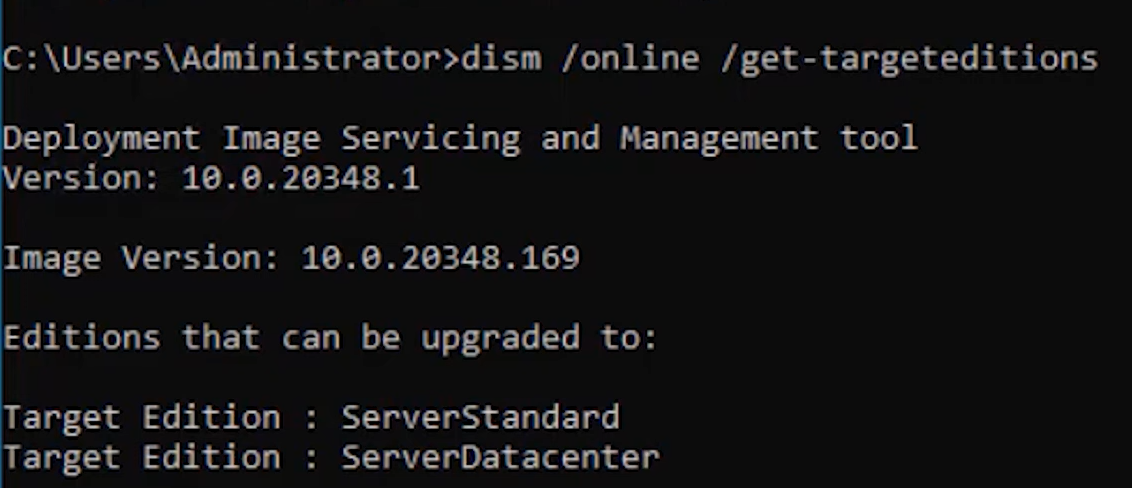 C:\Users\Administrator>dism /online /get-targeteditions
Deployment Image Servicing and Management tool
Version: 10.0.20348.1
Image Version: 10.0.20348.169
Editions that can be upgraded to:
Target Edition : ServerStandard
Target Edition : ServerDatacenter